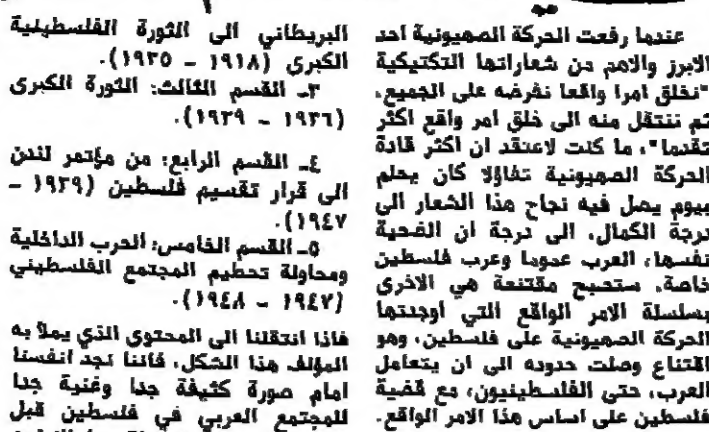 ١
عندما رفعت الحركة الصهيونية احد
الابرز والاهم من شعاراتها التكتيكية
"نخلق امرا واقعا نفرضه على الجميع،
ثم ننتقل منه الى خلق امر واقع اكثر
تقدما"، ما كنت لاعتقد ان اكثر قادة
الحركة الصهيونية تفاؤلا كان يحلم
بيوم يصل فيه نجاح هذا الشعار الى
درجة الكمال، الى درجة ان الضحية
نفسها، العرب عموما وعرب فلسطين
خاصة، ستصبح مقتنعة هي الاخرى
بسلسلة الامر الواقع التي اوجدتها
الحركة الصهيونية على فلسطين، وهو
اقتناع وصلت حدوده الى ان يتعامل
العرب، حتى الفلسطينيون، مع قضية
فلسطين على اساس هذا الامر الواقع.
البريطاني الى الثورة الفلسطينية
الكبرى (١٩١٨ - ١٩٣٥).
٣ـ القسم الثالث: الثورة الكبرى
(١٩٣٦ - ١٩٣٩).
٤ـ القسم الرابع: من مؤتمر لندن
الى قرار تقسيم فلسطين (١٩٣٩ -
١٩٤٧).
٥ـ القسم الخامس: الحرب الداخلية
ومحاولة تحطيم المجتمع الفلسطيني
(١٩٤٧ - ١٩٤٨).
فاذا انتقلنا الى المحتوى الذي يملأ به
المؤلف هذا الشكل، فاننا نجد انفسنا
امام صورة كثيفة جدا وغنية جدا
للمجتمع العربي في فلسطين قبل